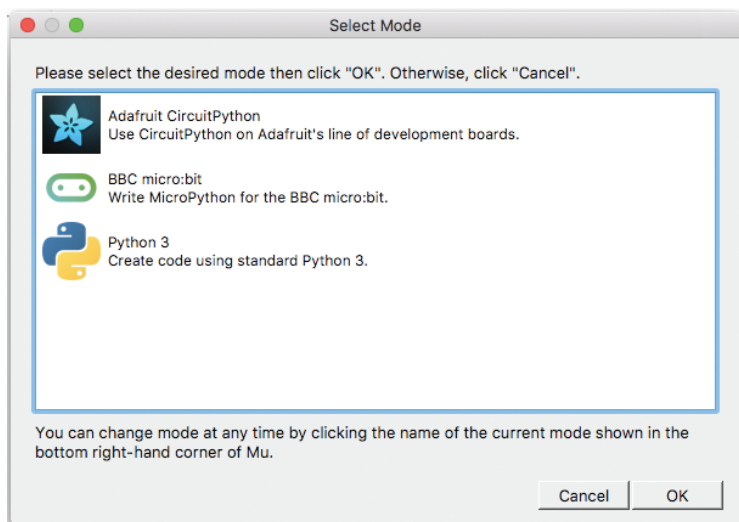 Select Mode
Please select the desired mode then click "OK". Otherwise, click "Cancel".
Adafruit CircuitPython
Use CircuitPython on Adafruit's line of development boards.
BBC micro:bit
Write MicroPython for the BBC micro:bit.
Python 3
Create code using standard Python 3.
You can change mode at any time by clicking the name of the current mode shown in the
bottom right-hand corner of Mu.
Cancel
OK